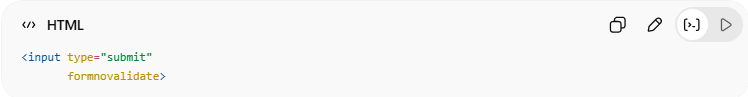 </> HTML
<input type="submit"
       formnovalidate>